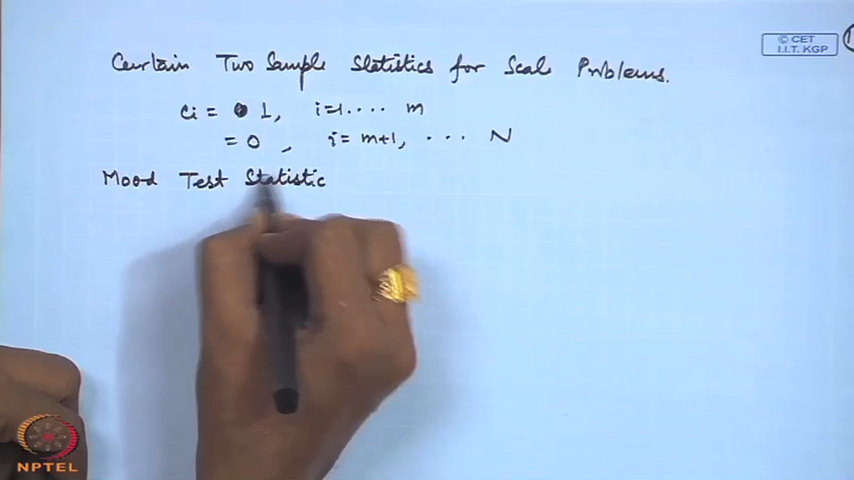 Certain Two Sample Statistics for Scale Problems.
© CET
I.I.T. KGP
ci = 1, i=1.... m
= 0, i= m+1, ... N
Mood Test Statistic
NPTEL